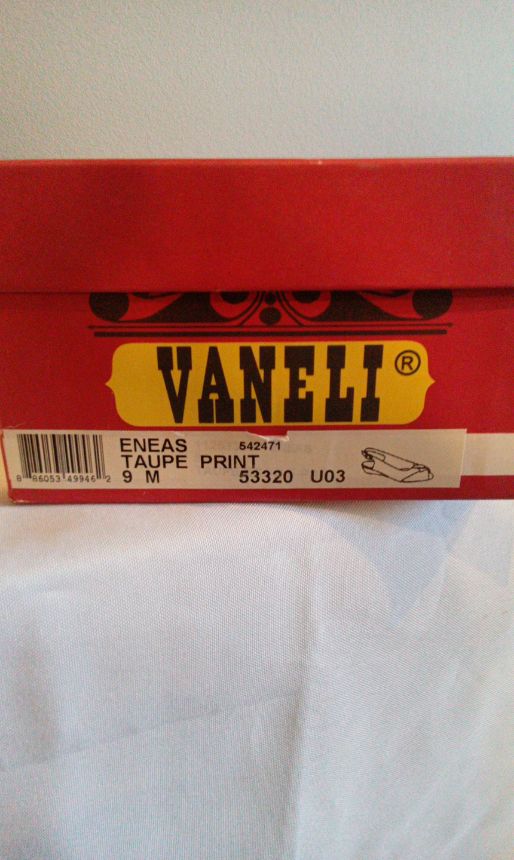 VANELI®
ENEAS 542471
TAUPE PRINT
9 M 53320 U03
8 86053 49946 2